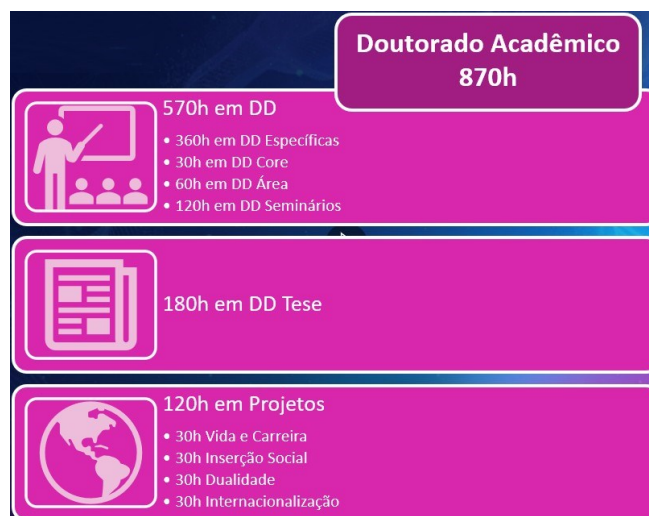 Doutorado Acadêmico
870h
570h em DD
• 360h em DD Específicas
• 30h em DD Core
• 60h em DD Área
• 120h em DD Seminários
180h em DD Tese
120h em Projetos
• 30h Vida e Carreira
• 30h Inserção Social
• 30h Dualidade
• 30h Internacionalização